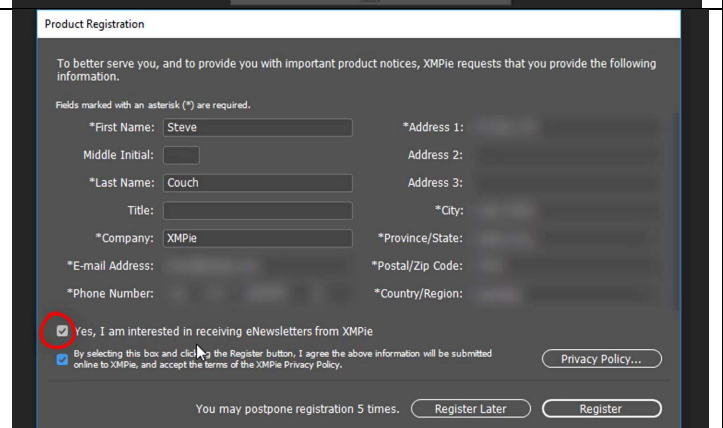 Product Registration
To better serve you, and to provide you with important product notices, XMPie requests that you provide the following
information.
Fields marked with an asterisk (*) are required.
*First Name: Steve
Middle Initial:
*Last Name: Couch
Title:
*Company: XMPie
*E-mail Address:
*Phone Number:
*Address 1:
Address 2:
Address 3:
*City:
*Province/State:
*Postal/Zip Code:
*Country/Region:
Yes, I am interested in receiving eNewsletters from XMPie
By selecting this box and clicking the Register button, I agree the above information will be submitted
online to XMPie, and accept the terms of the XMPie Privacy Policy.
Privacy Policy...
You may postpone registration 5 times. Register Later Register